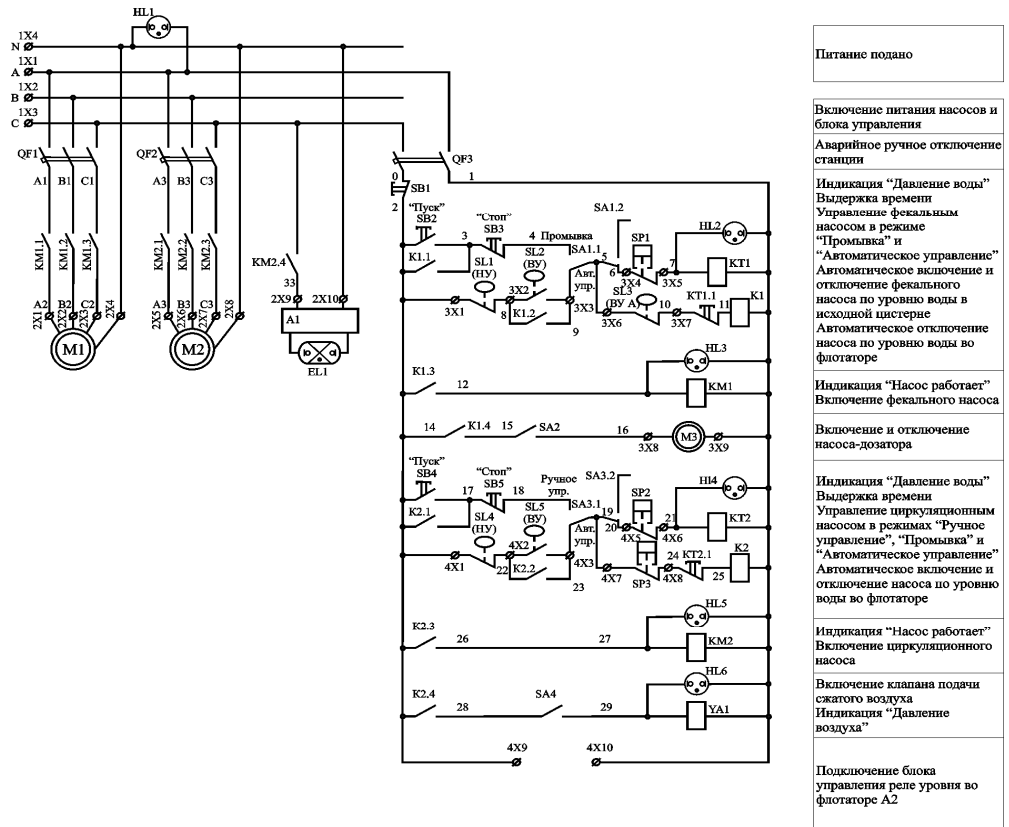 HL1
1X4
N
1X1
A
1X2
B
1X3
C
QF1
QF2
QF3
A1 B1 C1
A3 B3 C3
0 1
SB1
2
KM1.1 KM1.2 KM1.3
KM2.1 KM2.2 KM2.3
KM2.4
33
A2 B2 C2
A3 B3 C3
2X1 2X2 2X3 2X4
2X5 2X6 2X7 2X8
2X9 2X10
M1
M2
A1
EL1
“Пуск”
SB2
3
“Стоп”
SB3
4 Промывка
SA1.1
SA1.2
HL2
K1.1
SL1
(НУ)
SL2
(ВУ)
Авт.
упр.
5
6
SP1
7
3X4
3X5
KT1
SL3
(ВУ А)
10
KT1.1
11
K1
3X1
8
3X2
K1.2
9
3X3
3X6
3X7
HL3
K1.3
12
KM1
14
K1.4
15
SA2
16
3X8
M3
3X9
“Пуск”
SB4
17
“Стоп”
SB5
18
Ручное
упр.
SA3.1
SA3.2
19
Hl4
K2.1
SL4
(НУ)
SL5
(ВУ)
Авт.
упр.
20
SP2
21
4X5
4X6
KT2
4X1
22
4X2
K2.2
23
4X3
4X7
SP3
24
4X8
KT2.1
25
K2
HL5
K2.3
26
27
KM2
HL6
K2.4
28
SA4
29
YA1
4X9
4X10
Питание подано
Включение питания насосов и
блока управления
Аварийное ручное отключение
станции
Индикация “Давление воды”
Выдержка времени
Управление фекальным
насосом в режиме
“Промывка” и
“Автоматическое управление”
Автоматическое включение и
отключение фекального
насоса по уровню воды в
исходной цистерне
Автоматическое отключение
насоса по уровню воды во
флотаторе
Индикация “Насос работает”
Включение фекального насоса
Включение и отключение
насоса-дозатора
Индикация “Давление воды”
Выдержка времени
Управление циркуляционным
насосом в режимах “Ручное
управление”, “Промывка” и
“Автоматическое управление”
Автоматическое включение и
отключение насоса по уровню
воды во флотаторе
Индикация “Насос работает”
Включение циркуляционного
насоса
Включение клапана подачи
сжатого воздуха
Индикация “Давление
воздуха”
Подключение блока
управления реле уровня во
флотаторе А2